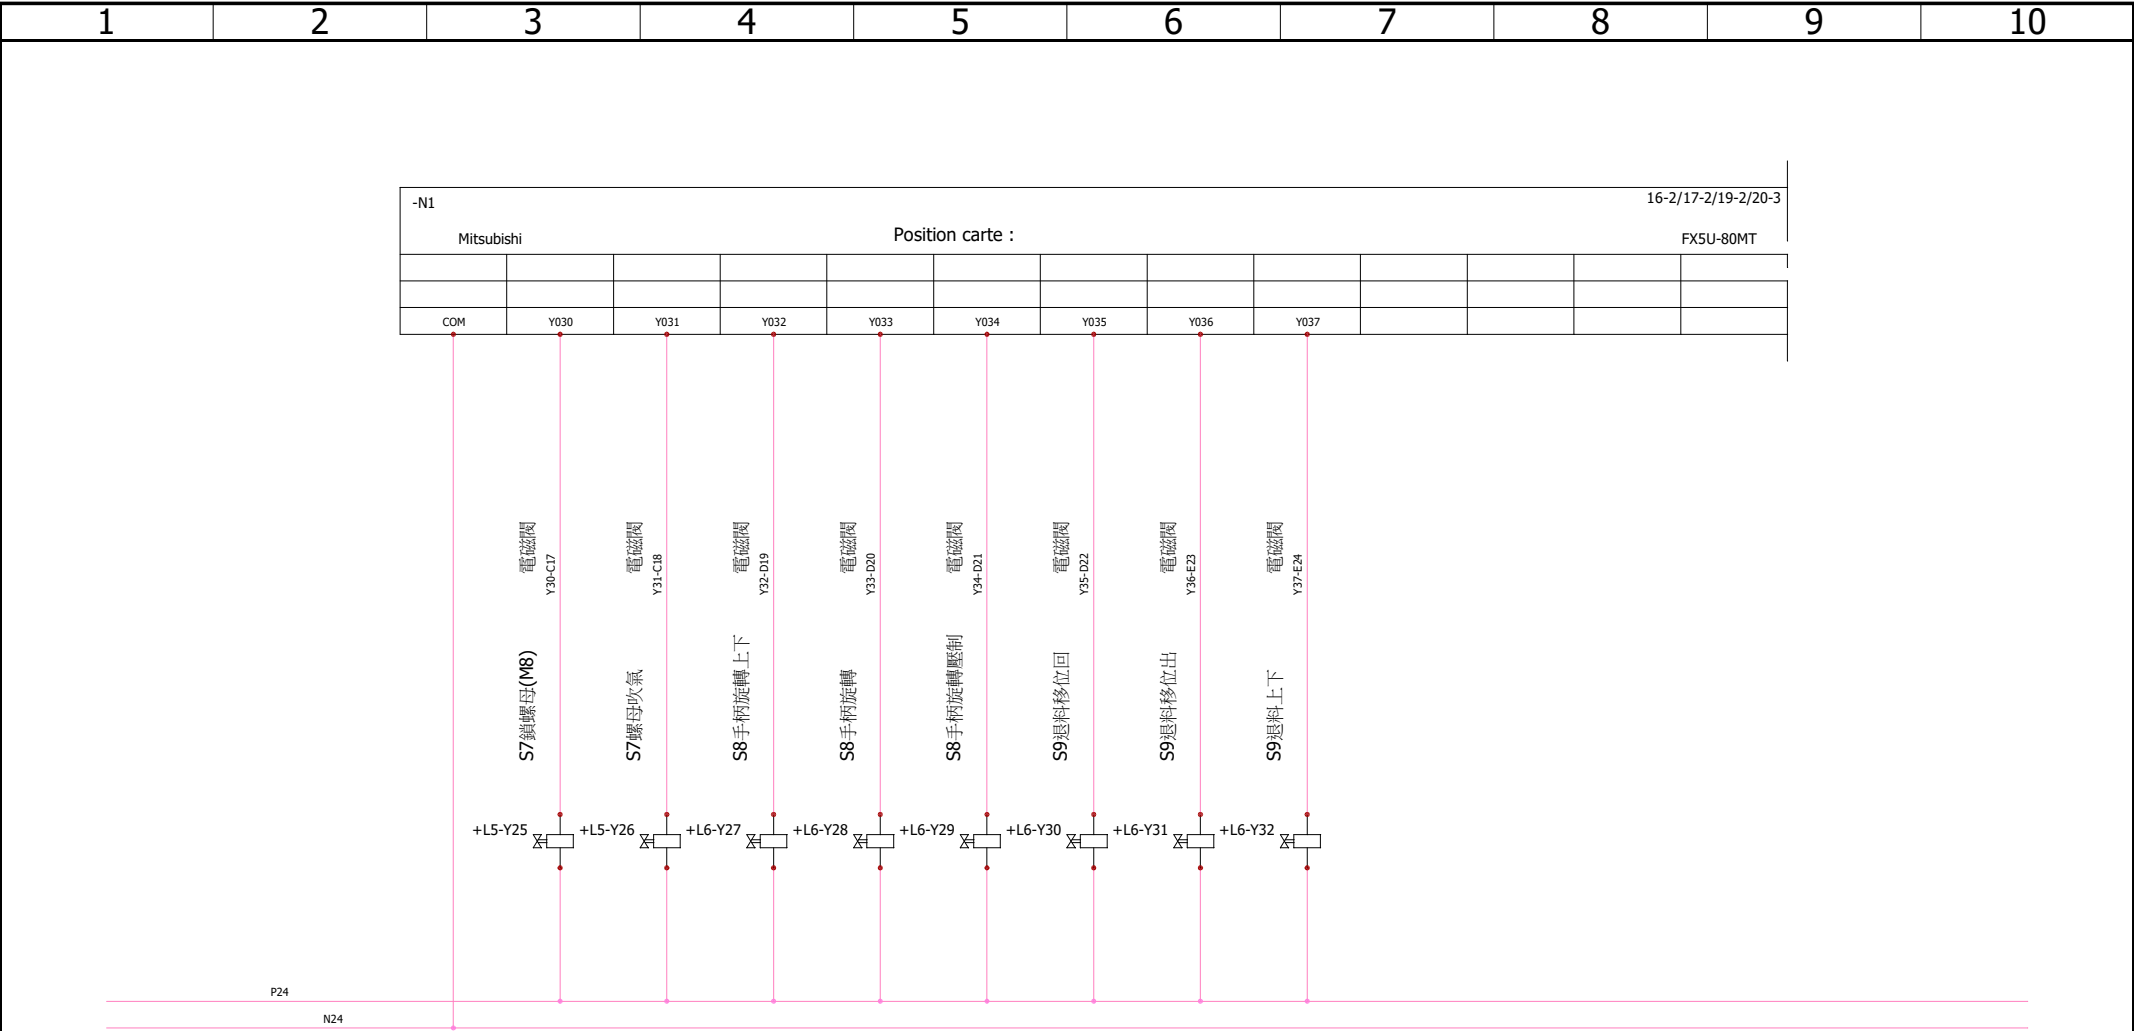 1 2 3 4 5 6 7 8 9 10
-N1 16-2/17-2/19-2/20-3
Mitsubishi Position carte : FX5U-80MT
COM Y030 Y031 Y032 Y033 Y034 Y035 Y036 Y037
S7鎖螺母(M8) 電磁閥
Y30-C17
S7螺母吹氣 電磁閥
Y31-C18
S8手柄旋轉上下 電磁閥
Y32-D19
S8手柄旋轉 電磁閥
Y33-D20
S8手柄旋轉壓制 電磁閥
Y34-D21
S9退料移位回 電磁閥
Y35-D22
S9退料移位出 電磁閥
Y36-E23
S9退料上下 電磁閥
Y37-E24
+L5-Y25 +L5-Y26 +L6-Y27 +L6-Y28 +L6-Y29 +L6-Y30 +L6-Y31 +L6-Y32
P24
N24